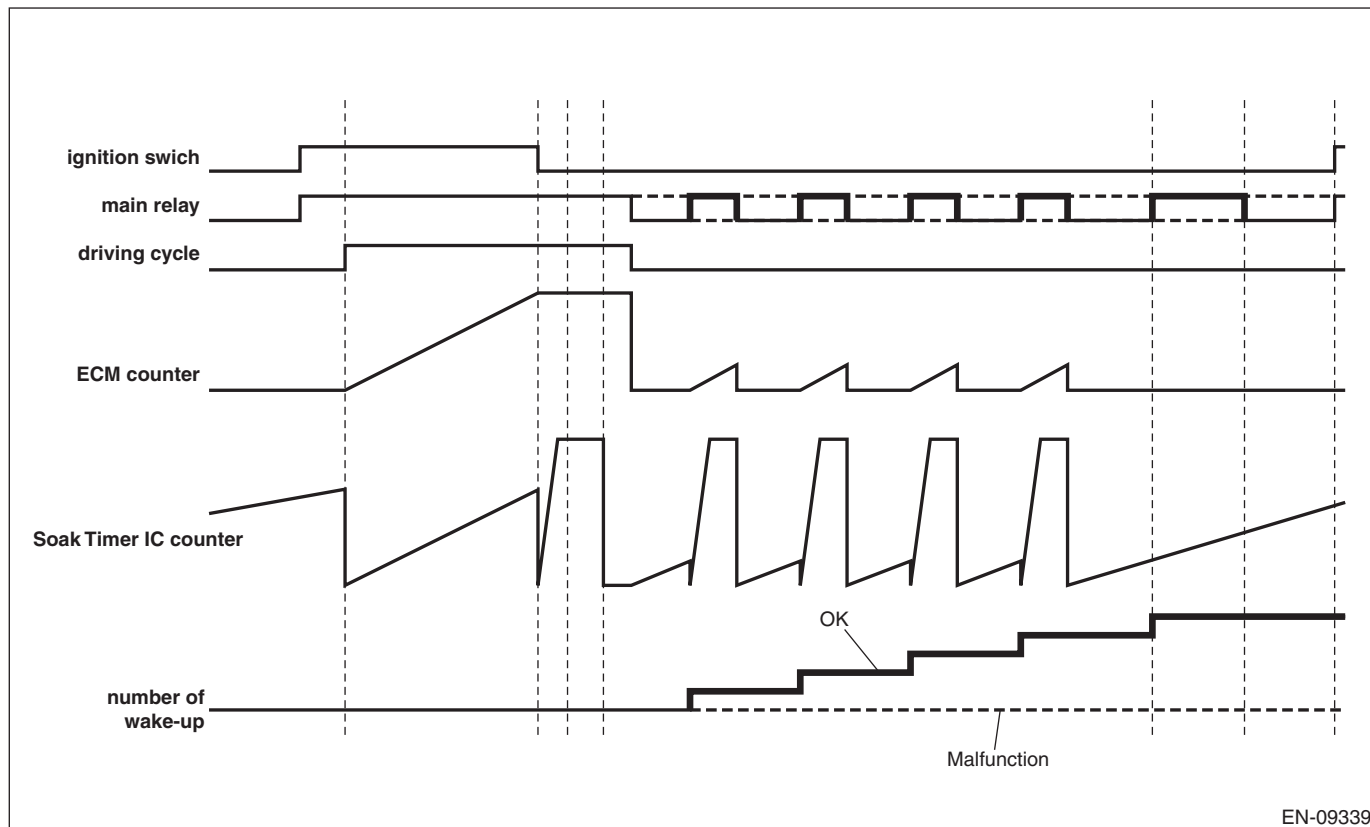 ignition swich
main relay
driving cycle
ECM counter
Soak Timer IC counter
OK
number of
wake-up
Malfunction
EN-09339